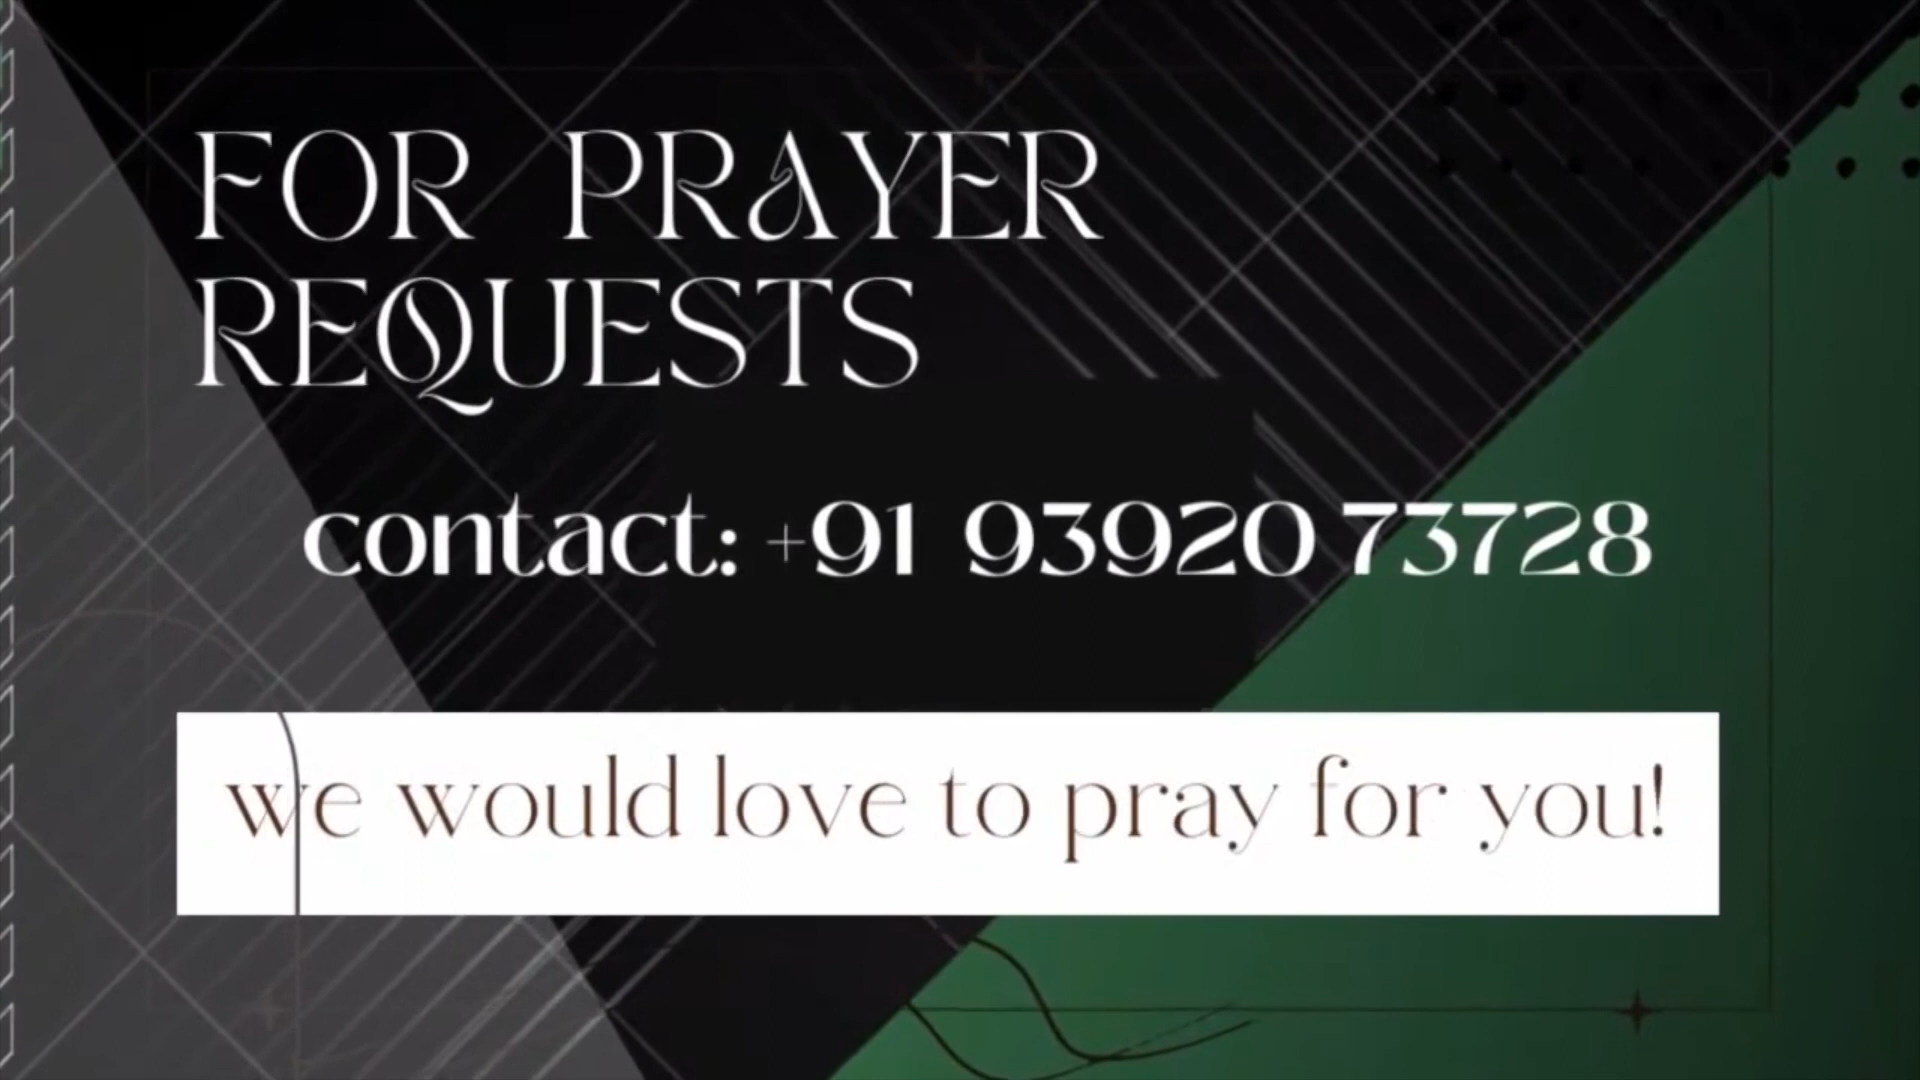 FOR PRAYER
REQUESTS
contact: +91 93920 73728
we would love to pray for you!